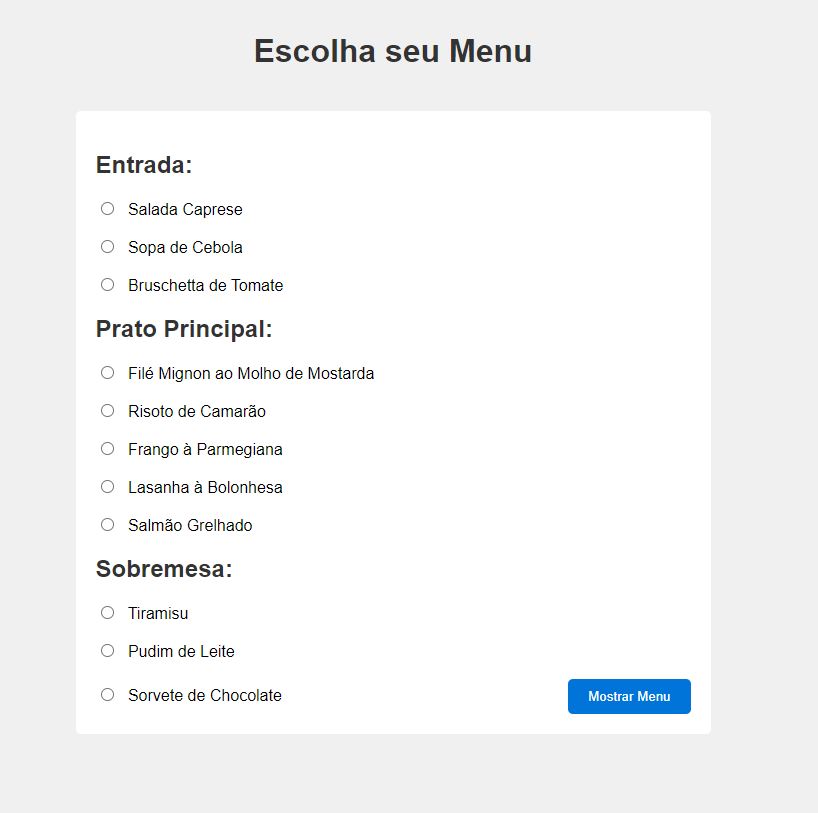 Escolha seu Menu
Entrada:
Salada Caprese
Sopa de Cebola
Bruschetta de Tomate
Prato Principal:
Filé Mignon ao Molho de Mostarda
Risoto de Camarão
Frango à Parmegiana
Lasanha à Bolonhesa
Salmão Grelhado
Sobremesa:
Tiramisu
Pudim de Leite
Sorvete de Chocolate
Mostrar Menu